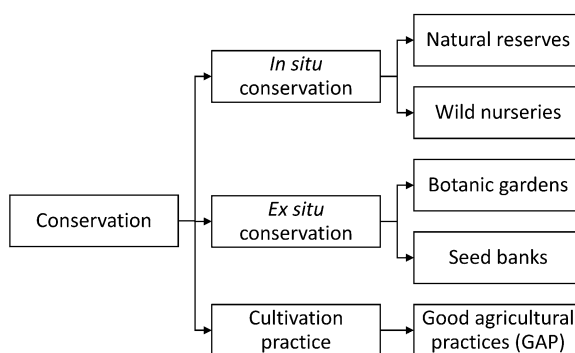 Conservation
In situ
conservation
Natural reserves
Wild nurseries
Ex situ
conservation
Botanic gardens
Seed banks
Cultivation
practice
Good agricultural
practices (GAP)